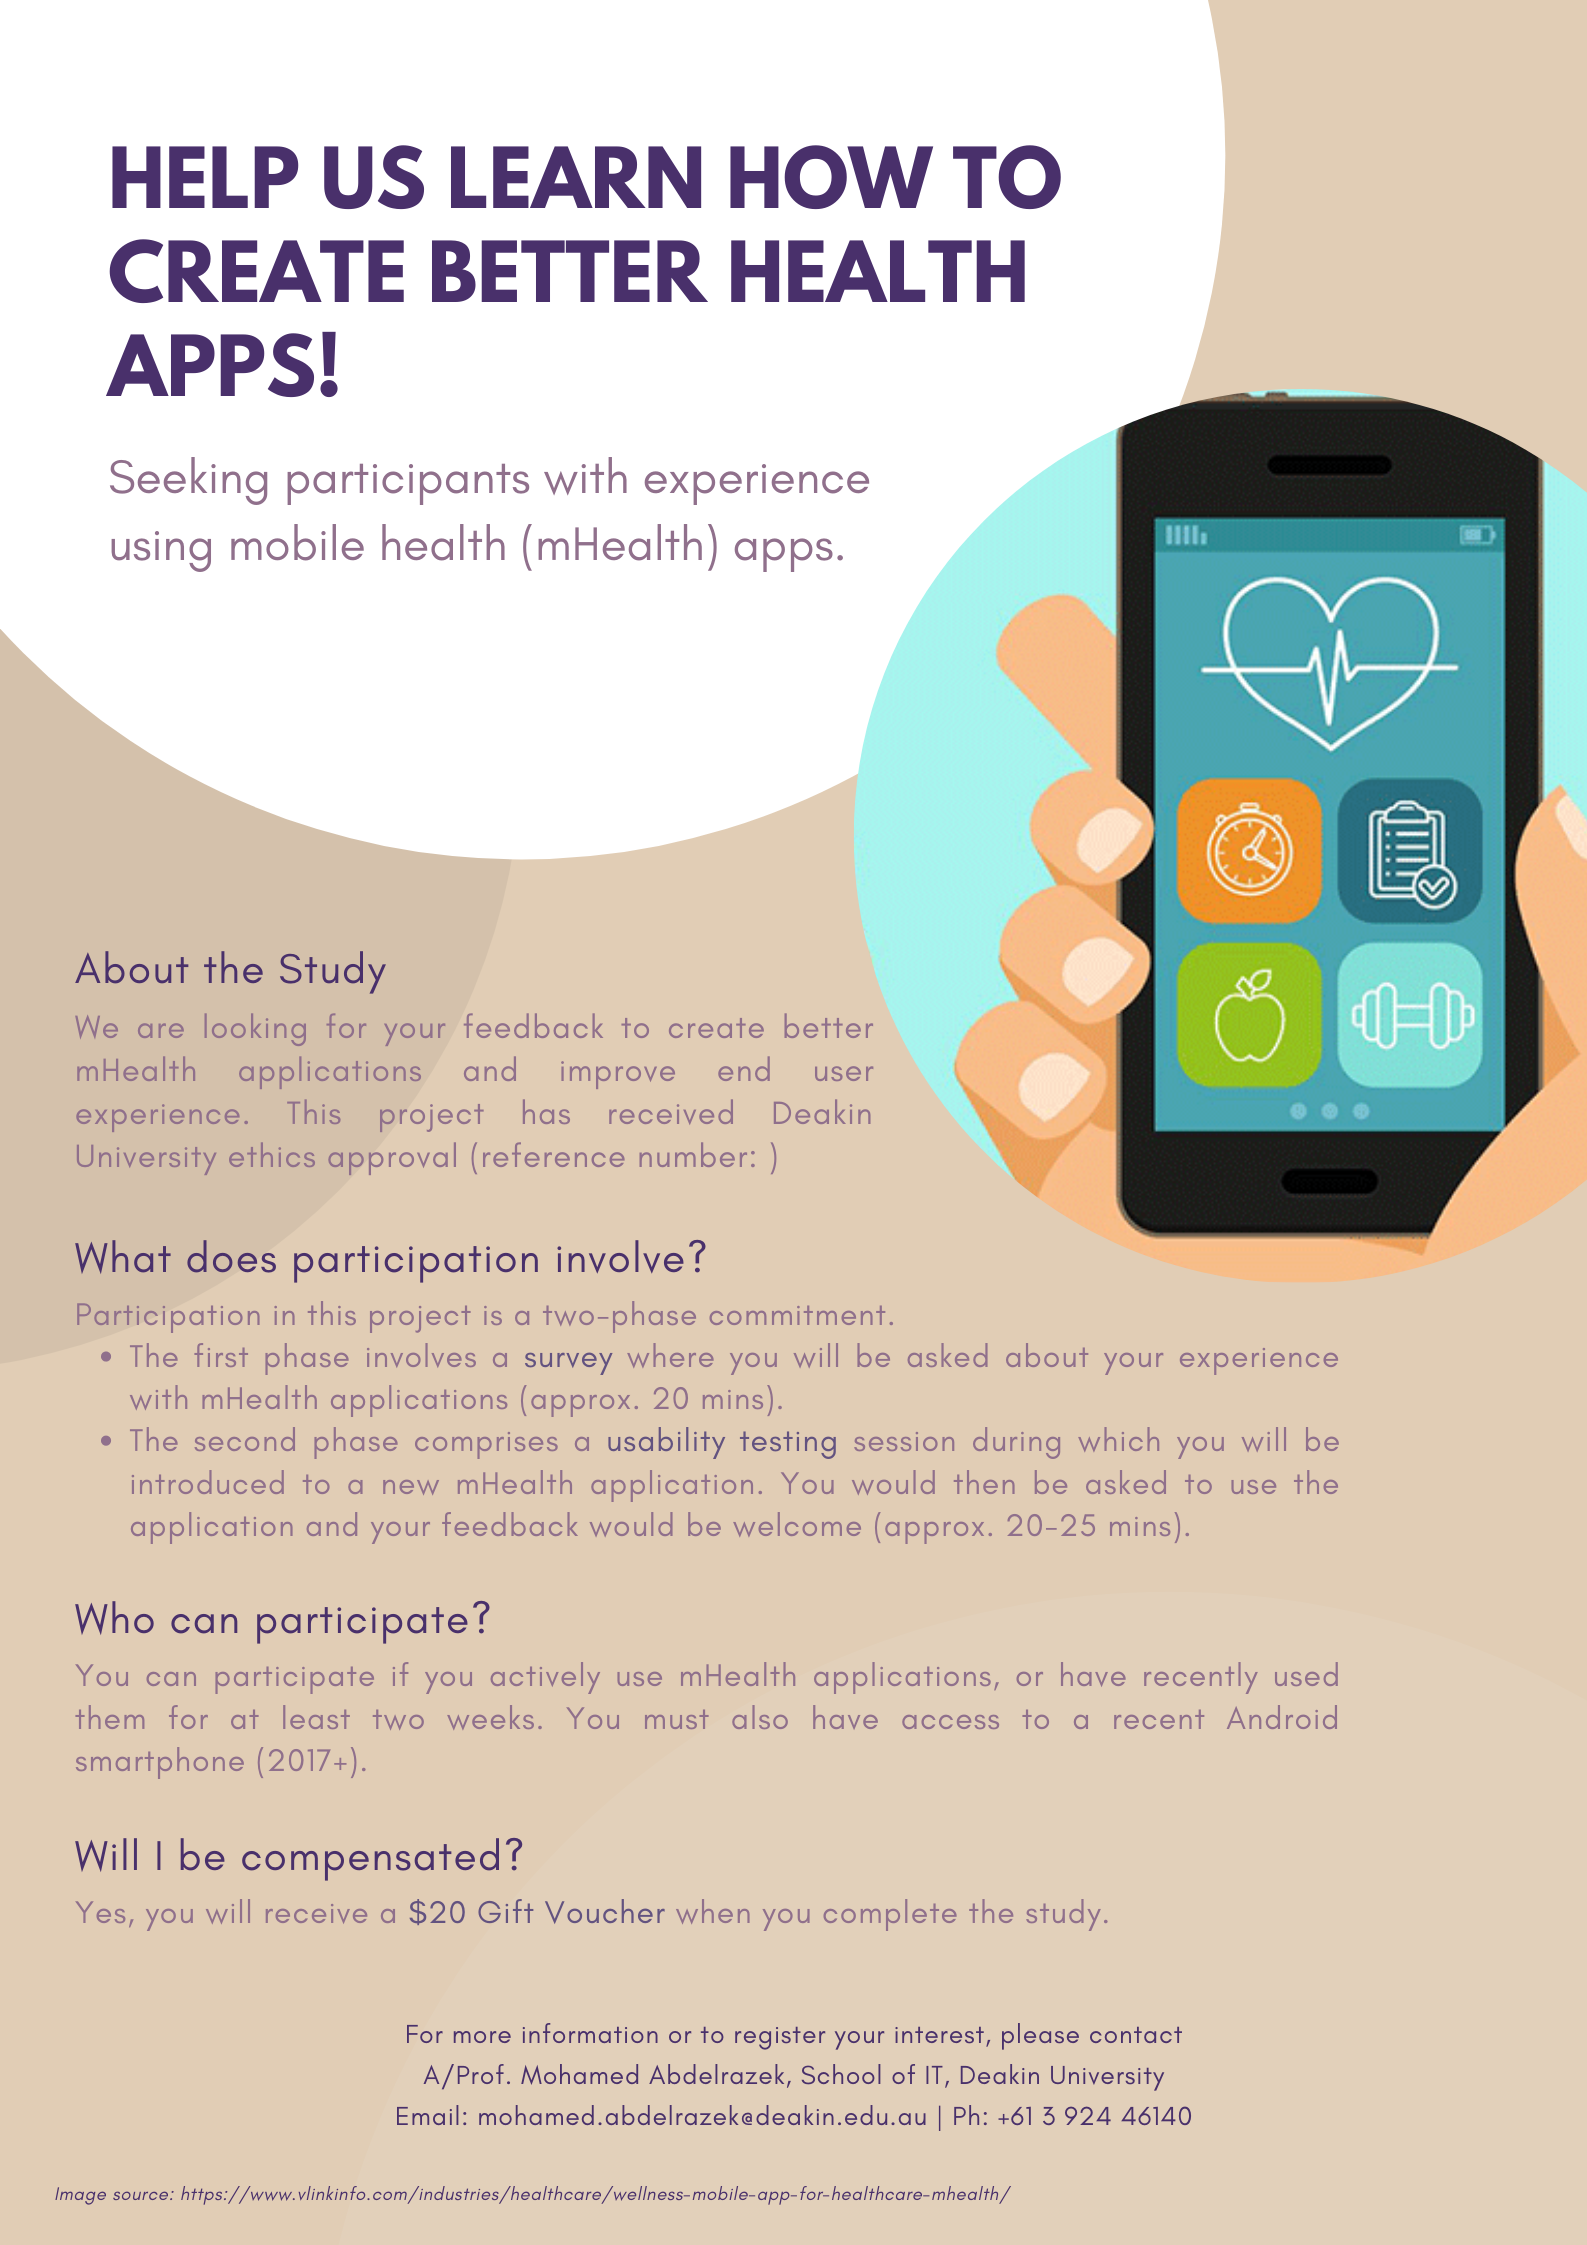 HELP US LEARN HOW TO
CREATE BETTER HEALTH
APPS!
Seeking participants with experience
using mobile health (mHealth) apps.
About the Study
We are looking for your feedback to create better
mHealth applications and improve end user
experience. This project has received Deakin
University ethics approval (reference number: )
What does participation involve?
Participation in this project is a two-phase commitment.
• The first phase involves a survey where you will be asked about your experience
with mHealth applications (approx. 20 mins).
• The second phase comprises a usability testing session during which you will be
introduced to a new mHealth application. You would then be asked to use the
application and your feedback would be welcome (approx. 20-25 mins).
Who can participate?
You can participate if you actively use mHealth applications, or have recently used
them for at least two weeks. You must also have access to a recent Android
smartphone (2017+).
Will I be compensated?
Yes, you will receive a $20 Gift Voucher when you complete the study.
For more information or to register your interest, please contact
A/Prof. Mohamed Abdelrazek, School of IT, Deakin University
Email: mohamed.abdelrazek@deakin.edu.au | Ph: +61 3 924 46140
Image source: https://www.vlinkinfo.com/industries/healthcare/wellness-mobile-app-for-healthcare-mhealth/